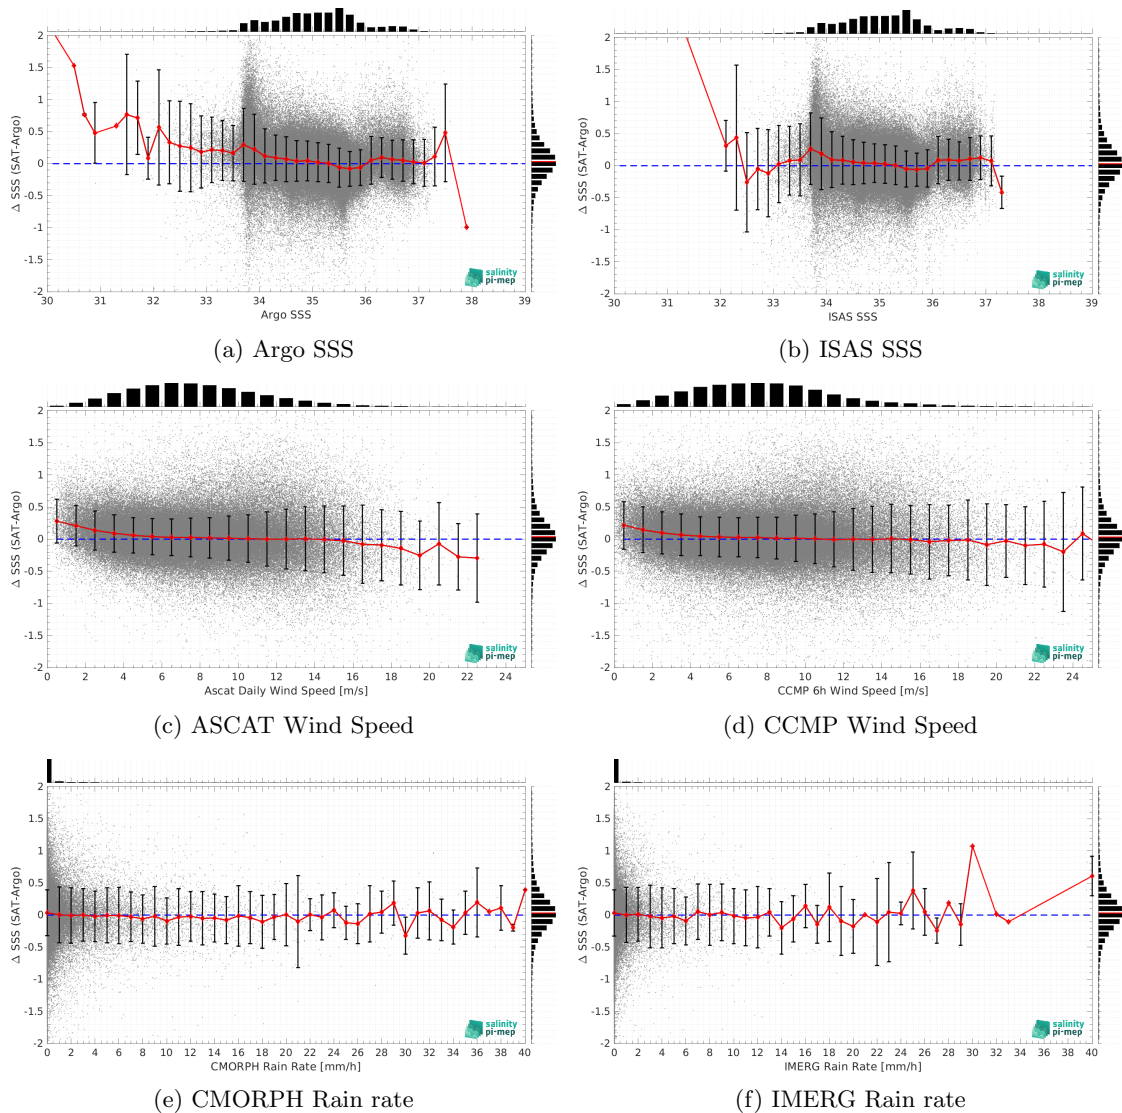 2
1.5
1
0.5
0
-0.5
-1
-1.5
-2
Δ SSS (SAT-Argo)
30 31 32 33 34 35 36 37 38 39
Argo SSS
salinity
pi-mep
(a) Argo SSS
2
1.5
1
0.5
0
-0.5
-1
-1.5
-2
Δ SSS (SAT-Argo)
30 31 32 33 34 35 36 37 38 39
ISAS SSS
salinity
pi-mep
(b) ISAS SSS
2
1.5
1
0.5
0
-0.5
-1
-1.5
-2
Δ SSS (SAT-Argo)
0 2 4 6 8 10 12 14 16 18 20 22 24
Ascat Daily Wind Speed [m/s]
salinity
pi-mep
(c) ASCAT Wind Speed
2
1.5
1
0.5
0
-0.5
-1
-1.5
-2
Δ SSS (SAT-Argo)
0 2 4 6 8 10 12 14 16 18 20 22 24
CCMP 6h Wind Speed [m/s]
salinity
pi-mep
(d) CCMP Wind Speed
2
1.5
1
0.5
0
-0.5
-1
-1.5
-2
Δ SSS (SAT-Argo)
0 2 4 6 8 10 12 14 16 18 20 22 24 26 28 30 32 34 36 38 40
CMORPH Rain Rate [mm/h]
salinity
pi-mep
(e) CMORPH Rain rate
2
1.5
1
0.5
0
-0.5
-1
-1.5
-2
Δ SSS (SAT-Argo)
0 2 4 6 8 10 12 14 16 18 20 22 24 26 28 30 32 34 36 38 40
IMERG Rain Rate [mm/h]
salinity
pi-mep
(f) IMERG Rain rate